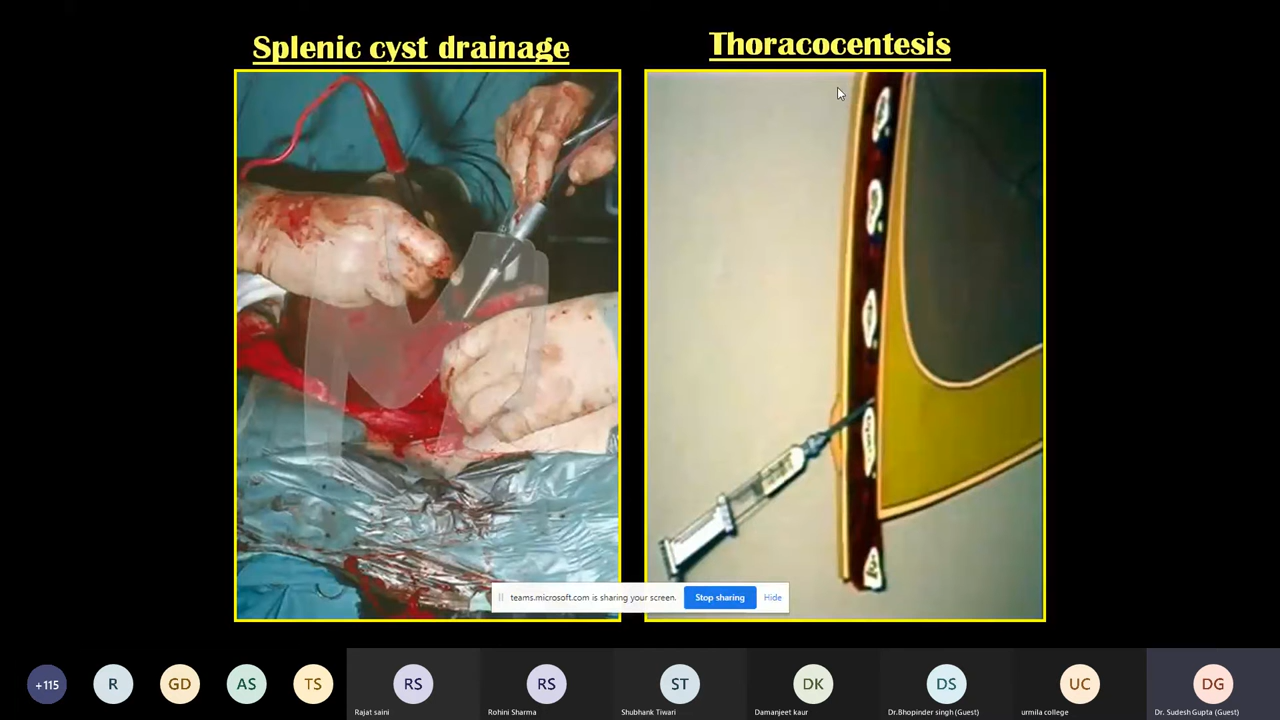 Splenic cyst drainage
Thoracocentesis
teams.microsoft.com is sharing your screen.
Stop sharing
Hide
+115
R
GD
AS
TS
RS
RS
ST
DK
DS
UC
DG
Rajat saini
Rohini Sharma
Shubhank Tiwari
Damanjeet kaur
Dr.Bhopinder singh (Guest)
urmila college
Dr. Sudesh Gupta (Guest)